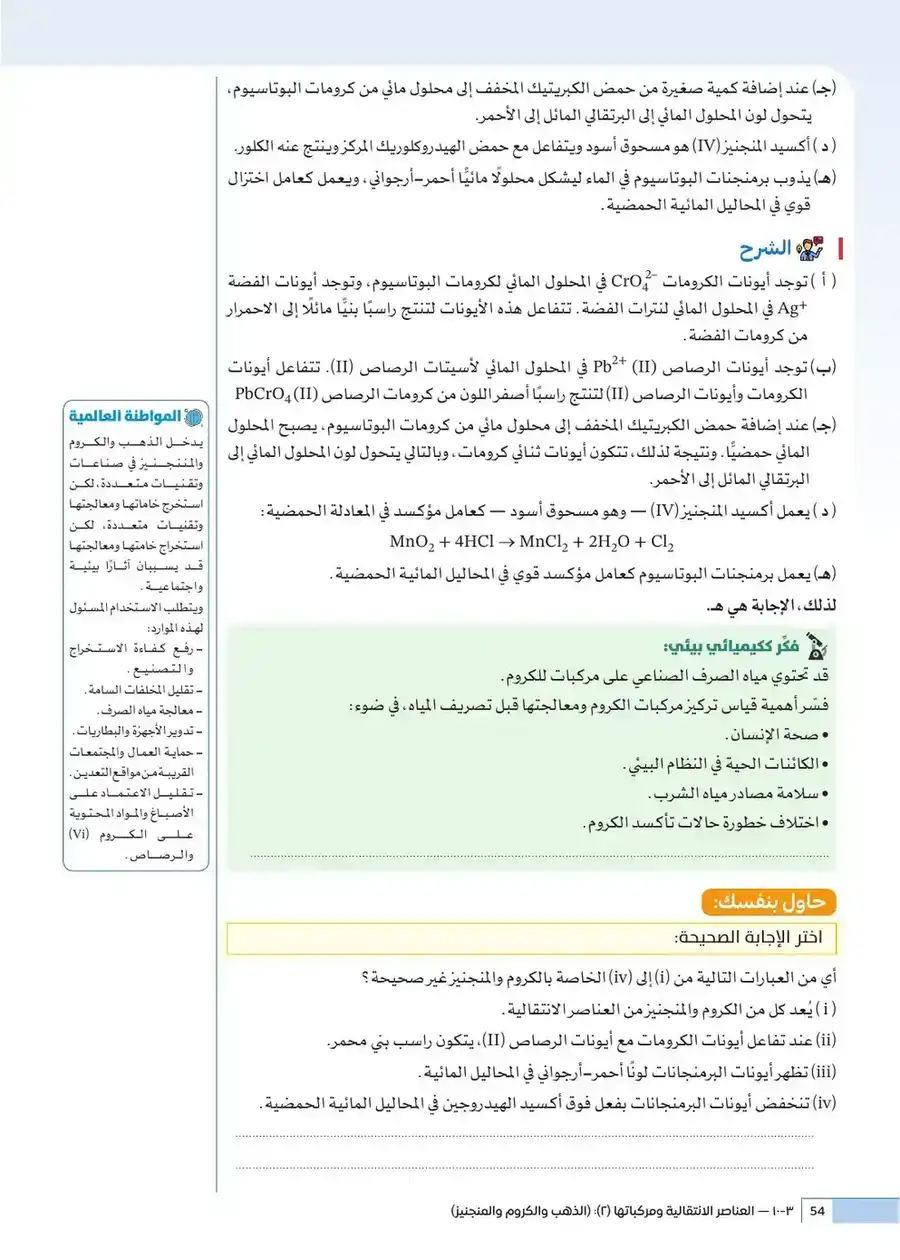 (جـ) عند إضافة كمية صغيرة من حمض الكبريتيك المخفف إلى محلول مائي من كرومات البوتاسيوم،
يتحول لون المحلول المائي إلى البرتقالي المائل إلى الأحمر.
(د) أكسيد المنجنيز (IV) هو مسحوق أسود ويتفاعل مع حمض الهيدروكلوريك المركز وينتج عنه الكلور.
(هـ) يذوب برمنجنات البوتاسيوم في الماء ليشكل محلولًا مائيًّا أحمر-أرجواني، ويعمل كعامل اختزال
قوي في المحاليل المائية الحمضية.
الشرح
(أ) توجد أيونات الكرومات CrO₄²⁻ في المحلول المائي لكرومات البوتاسيوم، وتوجد أيونات الفضة
Ag⁺ في المحلول المائي لنترات الفضة. تتفاعل هذه الأيونات لتنتج راسبًا بنيًّا مائلًا إلى الاحمرار
من كرومات الفضة.
(ب) توجد أيونات الرصاص (II) Pb²⁺ في المحلول المائي لأسيتات الرصاص (II). تتفاعل أيونات
الكرومات وأيونات الرصاص (II) لتنتج راسبًا أصفر اللون من كرومات الرصاص (II) PbCrO₄
(جـ) عند إضافة حمض الكبريتيك المخفف إلى محلول مائي من كرومات البوتاسيوم، يصبح المحلول
المائي حمضيًّا. ونتيجة لذلك، تتكون أيونات ثنائي كرومات، وبالتالي يتحول لون المحلول المائي إلى
البرتقالي المائل إلى الأحمر.
(د) يعمل أكسيد المنجنيز (IV) — وهو مسحوق أسود — كعامل مؤكسد في المعادلة الحمضية:
MnO₂ + 4HCl → MnCl₂ + 2H₂O + Cl₂
(هـ) يعمل برمنجنات البوتاسيوم كعامل مؤكسد قوي في المحاليل المائية الحمضية.
لذلك، الإجابة هي هـ.
فكّر ككيميائي بيئي:
قد تحتوي مياه الصرف الصناعي على مركبات للكروم.
فسّر أهمية قياس تركيز مركبات الكروم ومعالجتها قبل تصريف المياه، في ضوء:
• صحة الإنسان.
• الكائنات الحية في النظام البيئي.
• سلامة مصادر مياه الشرب.
• اختلاف خطورة حالات تأكسد الكروم.
المواطنة العالمية
يدخل الذهب والكروم
والمننجنيز في صناعات
وتقنيات متعددة، لكن
استخرج خاماتها ومعالجتها
وتقنيات متعددة، لكن
استخراج خامتها ومعالجتها
قد يسببان آثارًا بيئية
واجتماعية.
ويتطلب الاستخدام المسئول
لهذه الموارد:
- رفع كفاءة الاستخراج
والتصنيع.
- تقليل المخلفات السامة.
- معالجة مياه الصرف.
- تدوير الأجهزة والبطاريات.
- حماية العمال والمجتمعات
القريبة من مواقع التعدين.
- تقليل الاعتماد على
الأصباغ والمواد المحتوية
على الكروم (Vi)
والرصاص.
حاول بنفسك:
اختر الإجابة الصحيحة:
أي من العبارات التالية من (i) إلى (iv) الخاصة بالكروم والمنجنيز غير صحيحة؟
(i) يُعد كل من الكروم والمنجنيز من العناصر الانتقالية.
(ii) عند تفاعل أيونات الكرومات مع أيونات الرصاص (II)، يتكون راسب بني محمر.
(iii) تظهر أيونات البرمنجانات لونًا أحمر-أرجواني في المحاليل المائية.
(iv) تنخفض أيونات البرمنجانات بفعل فوق أكسيد الهيدروجين في المحاليل المائية الحمضية.
54 ٣-١٠ — العناصر الانتقالية ومركباتها (٢): (الذهب والكروم والمنجنيز)